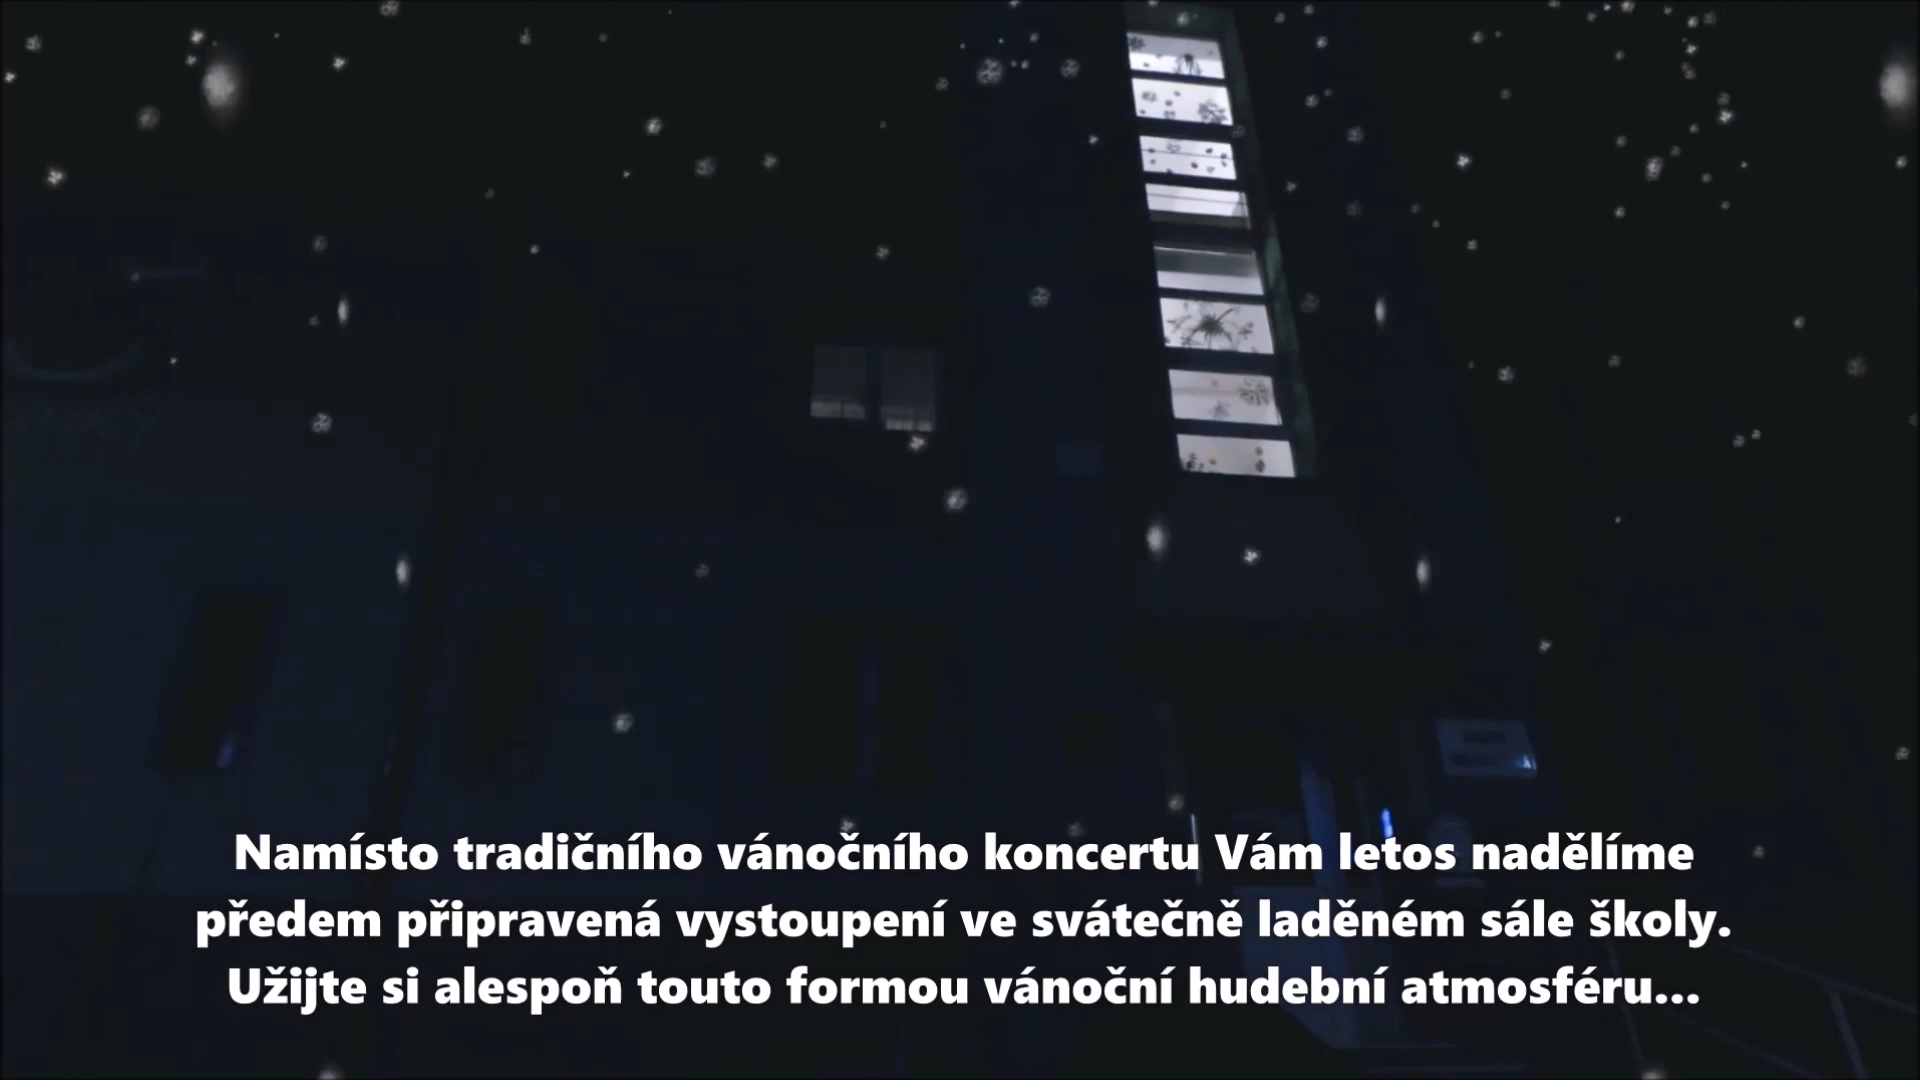 Namísto tradičního vánočního koncertu Vám letos nadělíme
předem připravená vystoupení ve svátečně laděném sále školy.
Užijte si alespoň touto formou vánoční hudební atmosféru...